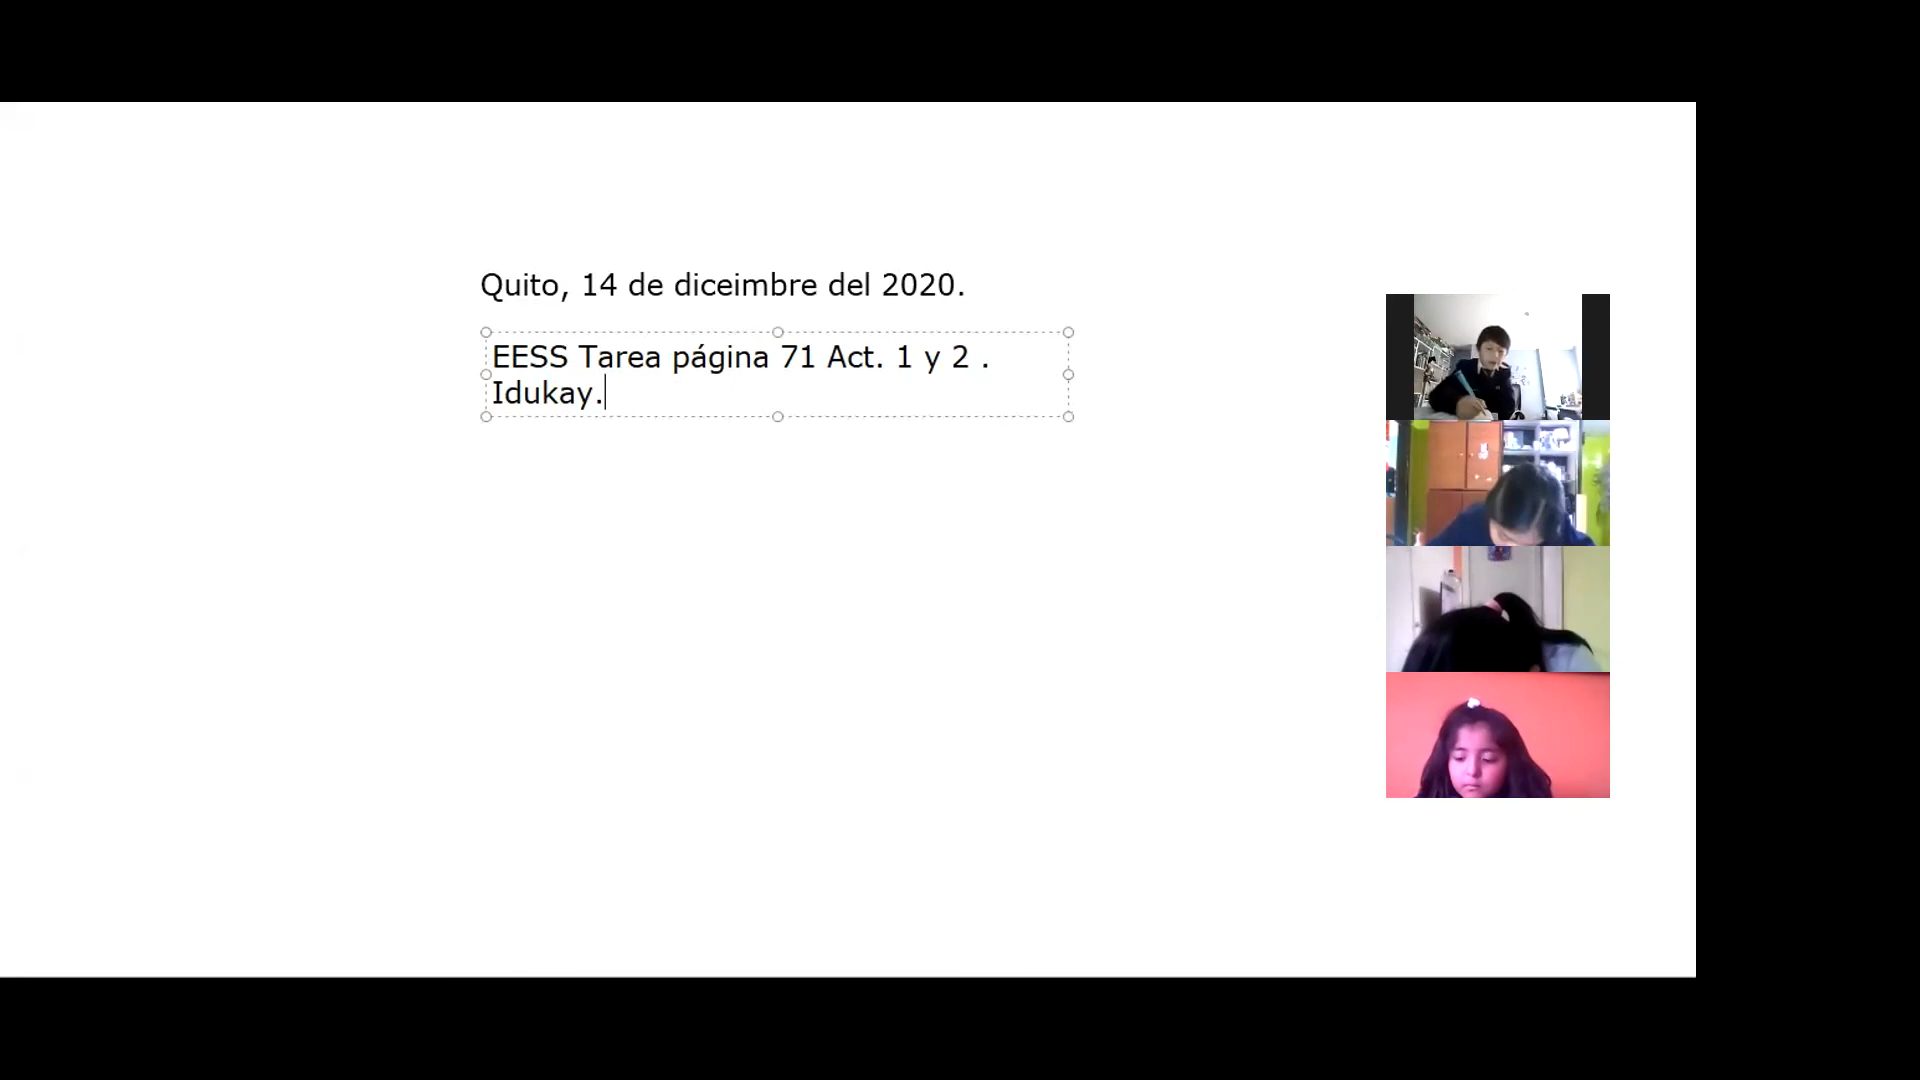 Quito, 14 de diceimbre del 2020.
EESS Tarea página 71 Act. 1 y 2 .
Idukay.